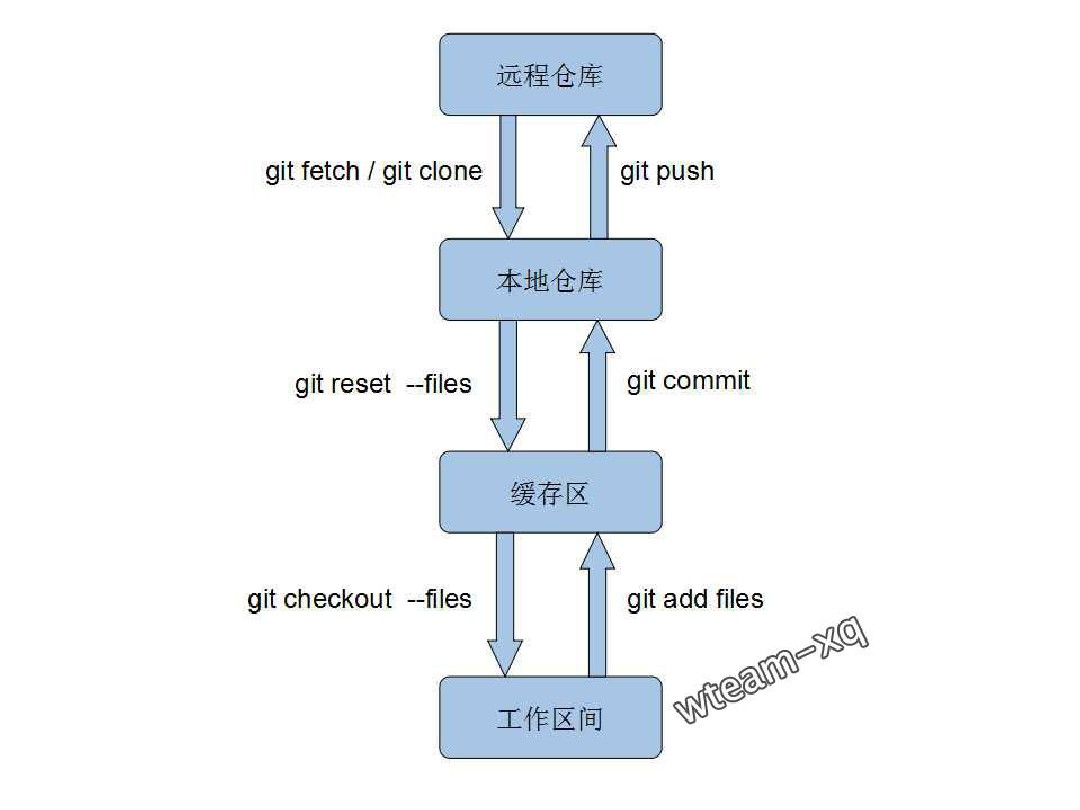 远程仓库
git fetch / git clone
git push
本地仓库
git reset --files
git commit
缓存区
git checkout --files
git add files
工作区间
wteam-xq